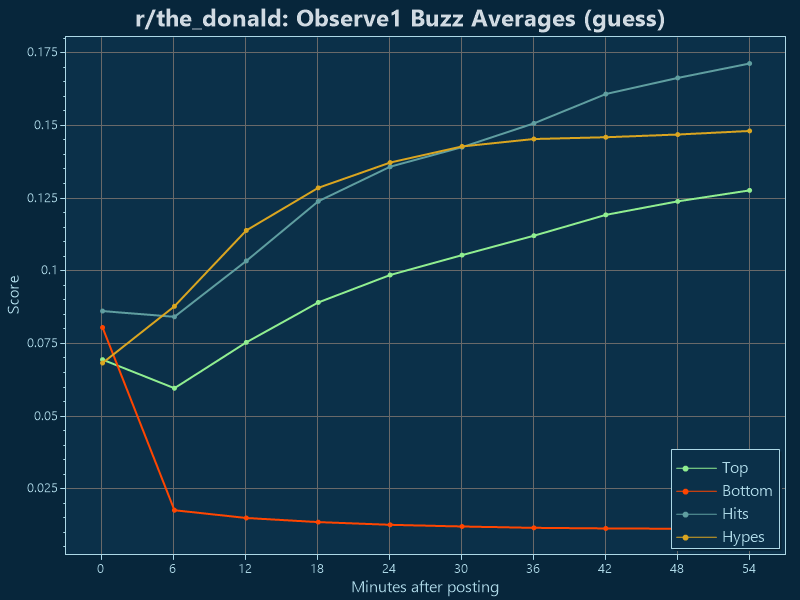 r/the_donald: Observe1 Buzz Averages (guess)
0.175
0.15
0.125
0.1
0.075
0.05
0.025
Score
Top
Bottom
Hits
Hypes
0 6 12 18 24 30 36 42 48 54
Minutes after posting